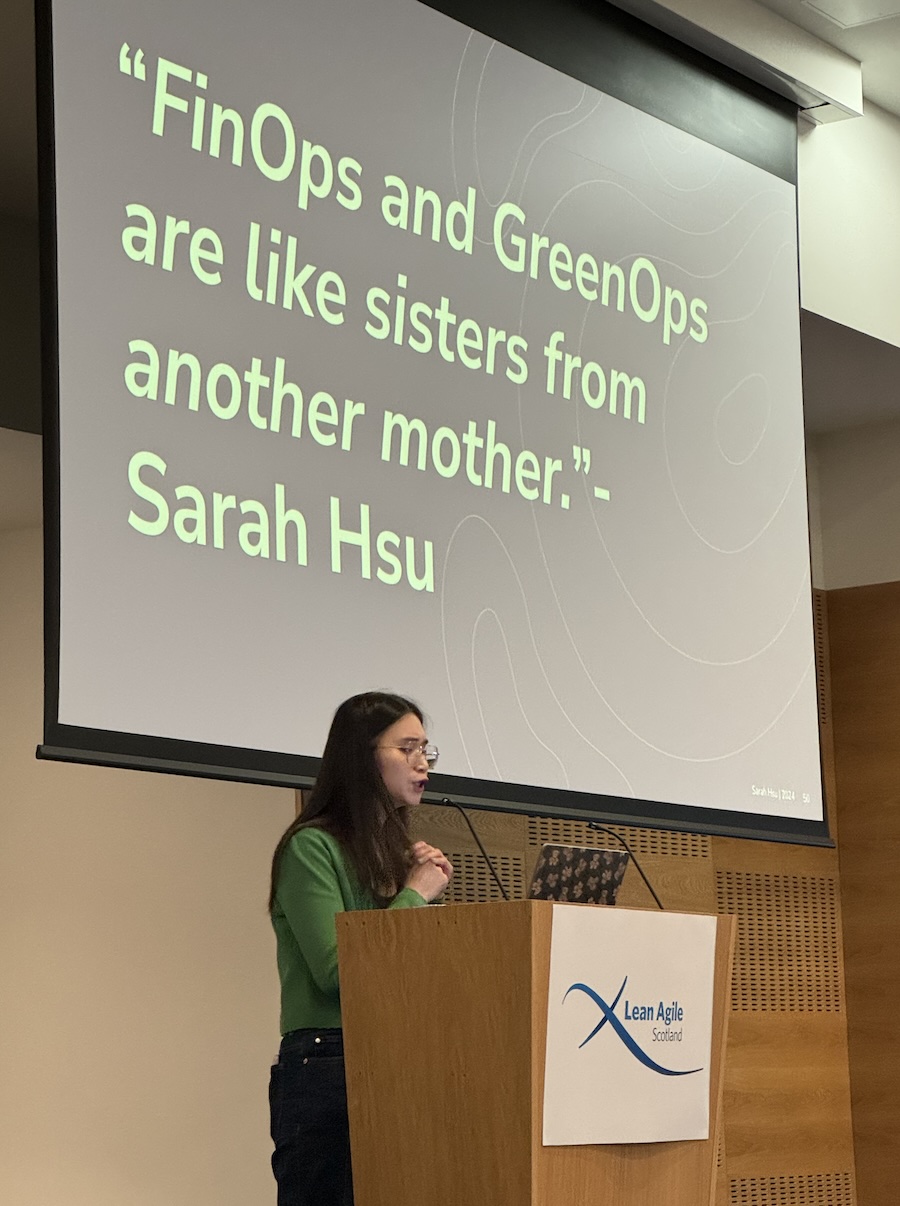 “FinOps and GreenOps
are like sisters from
another mother.” -
Sarah Hsu
Sarah Hsu | 2024
Lean Agile
Scotland